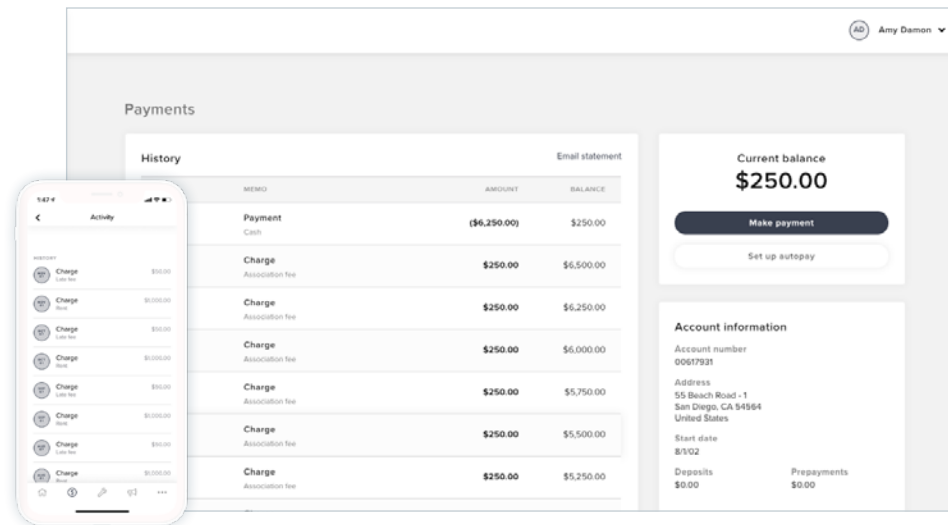 AD Amy Damon
Payments
History Email statement
MEMO AMOUNT BALANCE
Payment ($6,250.00) $250.00
Cash
Charge $250.00 $6,500.00
Association fee
Charge $250.00 $6,250.00
Association fee
Charge $250.00 $6,000.00
Association fee
Charge $250.00 $5,750.00
Association fee
Charge $250.00 $5,500.00
Association fee
Charge $250.00 $5,250.00
Association fee
Current balance
$250.00
Make payment
Set up autopay
Account information
Account number
00617931
Address
55 Beach Road - 1
San Diego, CA 54564
United States
Start date
8/1/02
Deposits Prepayments
$0.00 $0.00
5:47
Activity
HISTORY
Charge $50.00
Late fee
Charge $1,000.00
Rent
Charge $50.00
Late fee
Charge $1,000.00
Rent
Charge $50.00
Late fee
Charge $1,000.00
Rent
Charge $50.00
Late fee
Charge $1,000.00
Rent